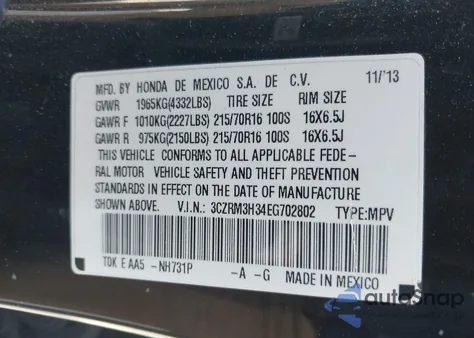 MFD. BY HONDA DE MEXICO S.A. DE C.V. 11/13
GVWR 1965KG(4332LBS) TIRE SIZE RIM SIZE
GAWR F 1010KG(2227LBS) 215/70R16 100S 16X6.5J
GAWR R 975KG(2150LBS) 215/70R16 100S 16X6.5J
THIS VEHICLE CONFORMS TO ALL APPLICABLE FEDE-
RAL MOTOR VEHICLE SAFETY AND THEFT PREVENTION
STANDARDS IN EFFECT ON THE DATE OF MANUFACTURE
SHOWN ABOVE. V.I.N.: 3CZRM3H34EG702802 TYPE:MPV
TDK E AA5 -NH731P -A -G MADE IN MEXICO
autosnap